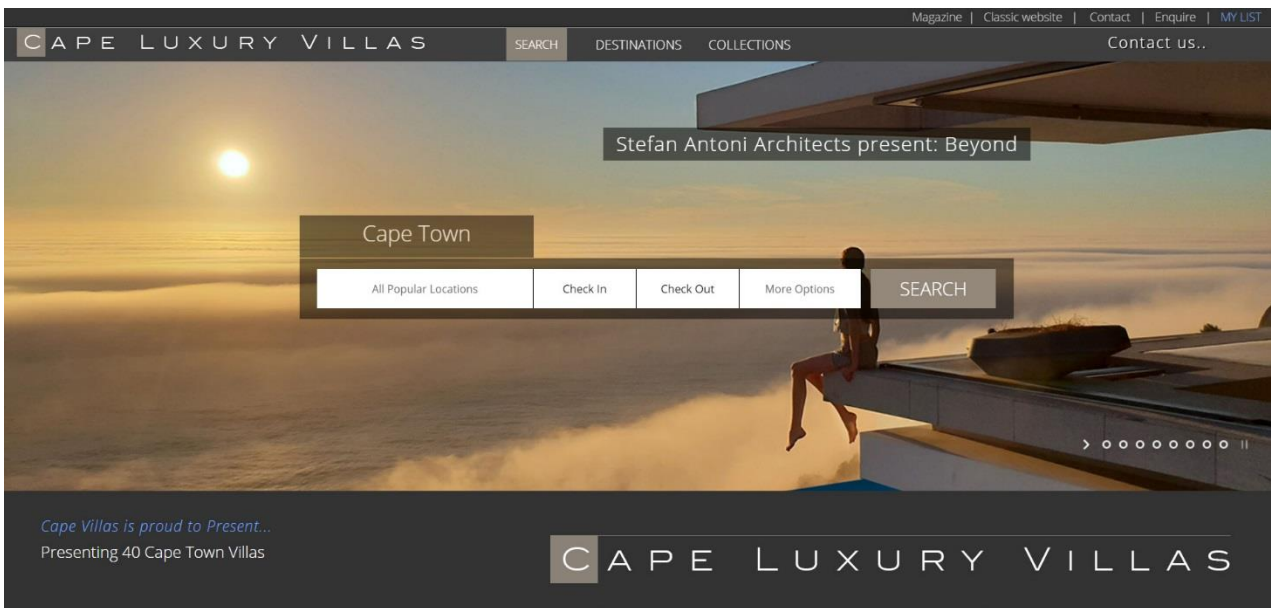 Magazine | Classic website | Contact | Enquire | MY LIST
CAPE LUXURY VILLAS SEARCH DESTINATIONS COLLECTIONS Contact us..
Stefan Antoni Architects present: Beyond
Cape Town
All Popular Locations Check In Check Out More Options SEARCH
Cape Villas is proud to Present...
Presenting 40 Cape Town Villas
CAPE LUXURY VILLAS